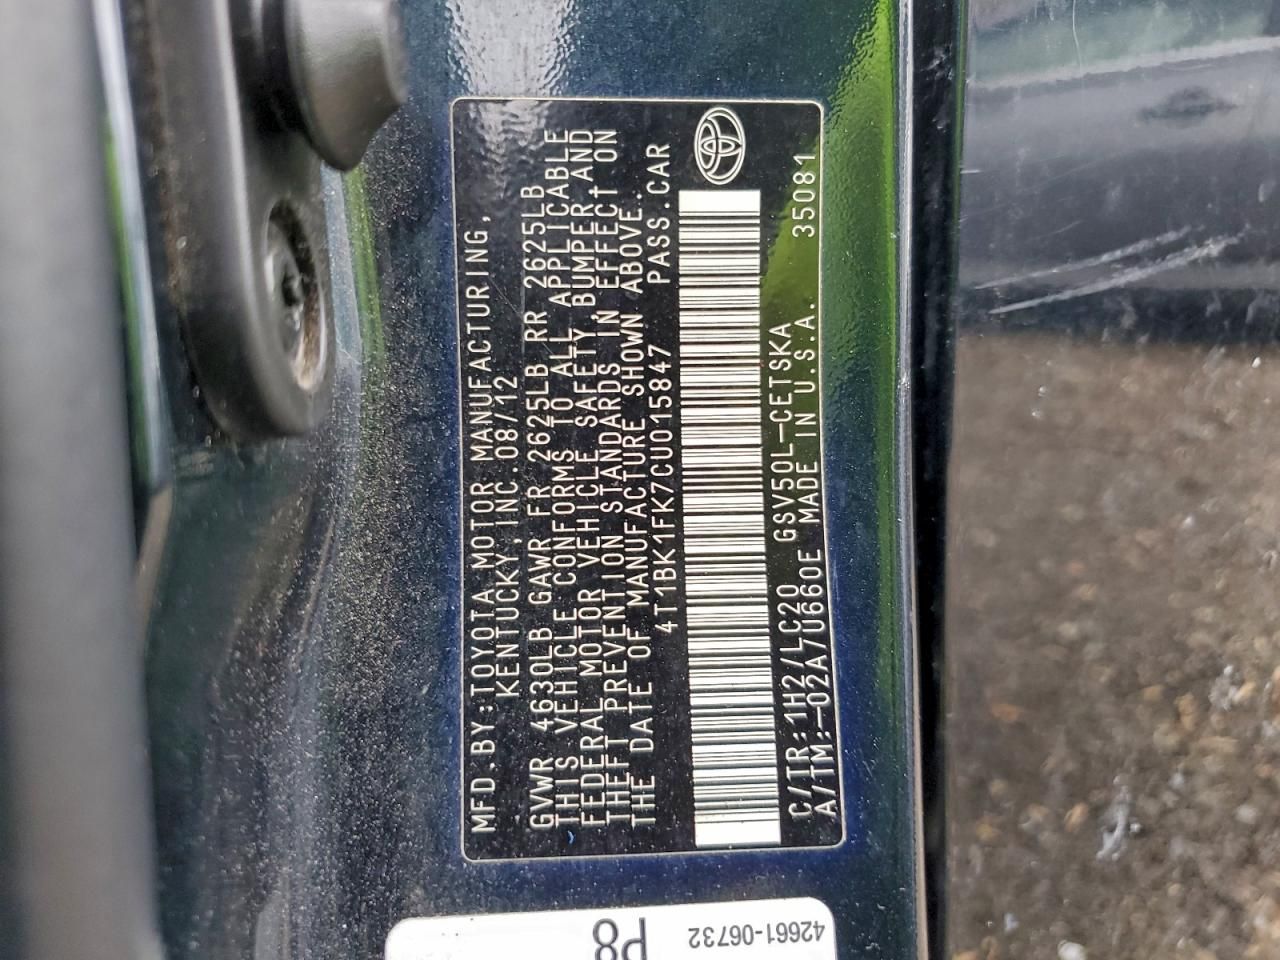 MFD.BY:TOYOTA MOTOR MANUFACTURING,
KENTUCKY,INC.08/12
GVWR 4630LB GAWR FR 2625LB RR 2625LB
THIS VEHICLE CONFORMS TO ALL APPLICABLE
FEDERAL MOTOR VEHICLE SAFETY,BUMPER,AND
THEFT PREVENTION STANDARDS IN EFFECT ON
THE DATE OF MANUFACTURE SHOWN ABOVE.
4T1BK1FK7CU015847 PASS.CAR
C/TR:1H2/LC20 GSV50L-CETSKA
A/TM:-02A/U660E MADE IN U.S.A. 35081
42661-06732
P8